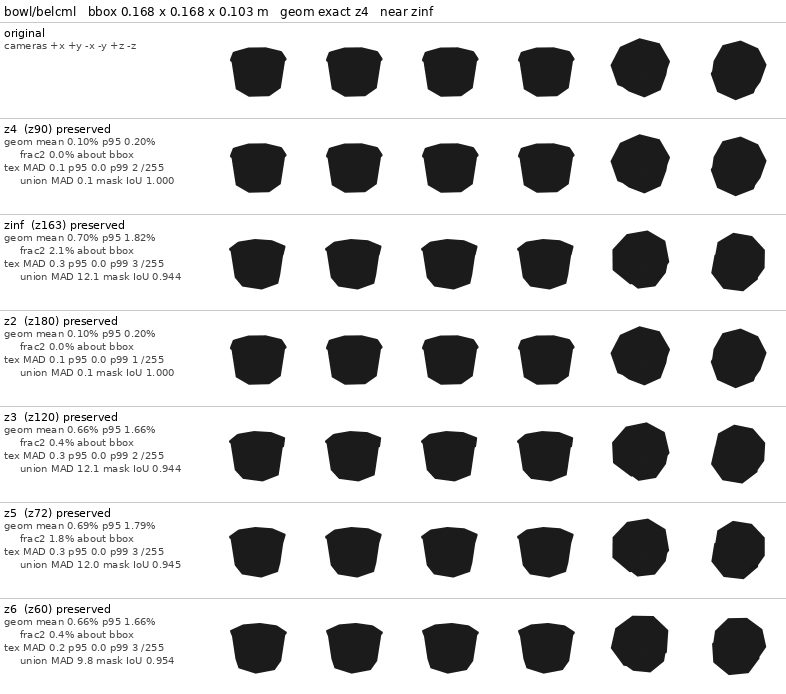 bowl/belcml bbox 0.168 x 0.168 x 0.103 m geom exact z4 near zinf
original
cameras +x +y -x -y +z -z
z4 (z90) preserved
geom mean 0.10% p95 0.20%
frac2 0.0% about bbox
tex MAD 0.1 p95 0.0 p99 2 /255
union MAD 0.1 mask IoU 1.000
zinf (z163) preserved
geom mean 0.70% p95 1.82%
frac2 2.1% about bbox
tex MAD 0.3 p95 0.0 p99 3 /255
union MAD 12.1 mask IoU 0.944
z2 (z180) preserved
geom mean 0.10% p95 0.20%
frac2 0.0% about bbox
tex MAD 0.1 p95 0.0 p99 1 /255
union MAD 0.1 mask IoU 1.000
z3 (z120) preserved
geom mean 0.66% p95 1.66%
frac2 0.4% about bbox
tex MAD 0.3 p95 0.0 p99 2 /255
union MAD 12.1 mask IoU 0.944
z5 (z72) preserved
geom mean 0.69% p95 1.79%
frac2 1.8% about bbox
tex MAD 0.3 p95 0.0 p99 3 /255
union MAD 12.0 mask IoU 0.945
z6 (z60) preserved
geom mean 0.66% p95 1.66%
frac2 0.4% about bbox
tex MAD 0.2 p95 0.0 p99 3 /255
union MAD 9.8 mask IoU 0.954